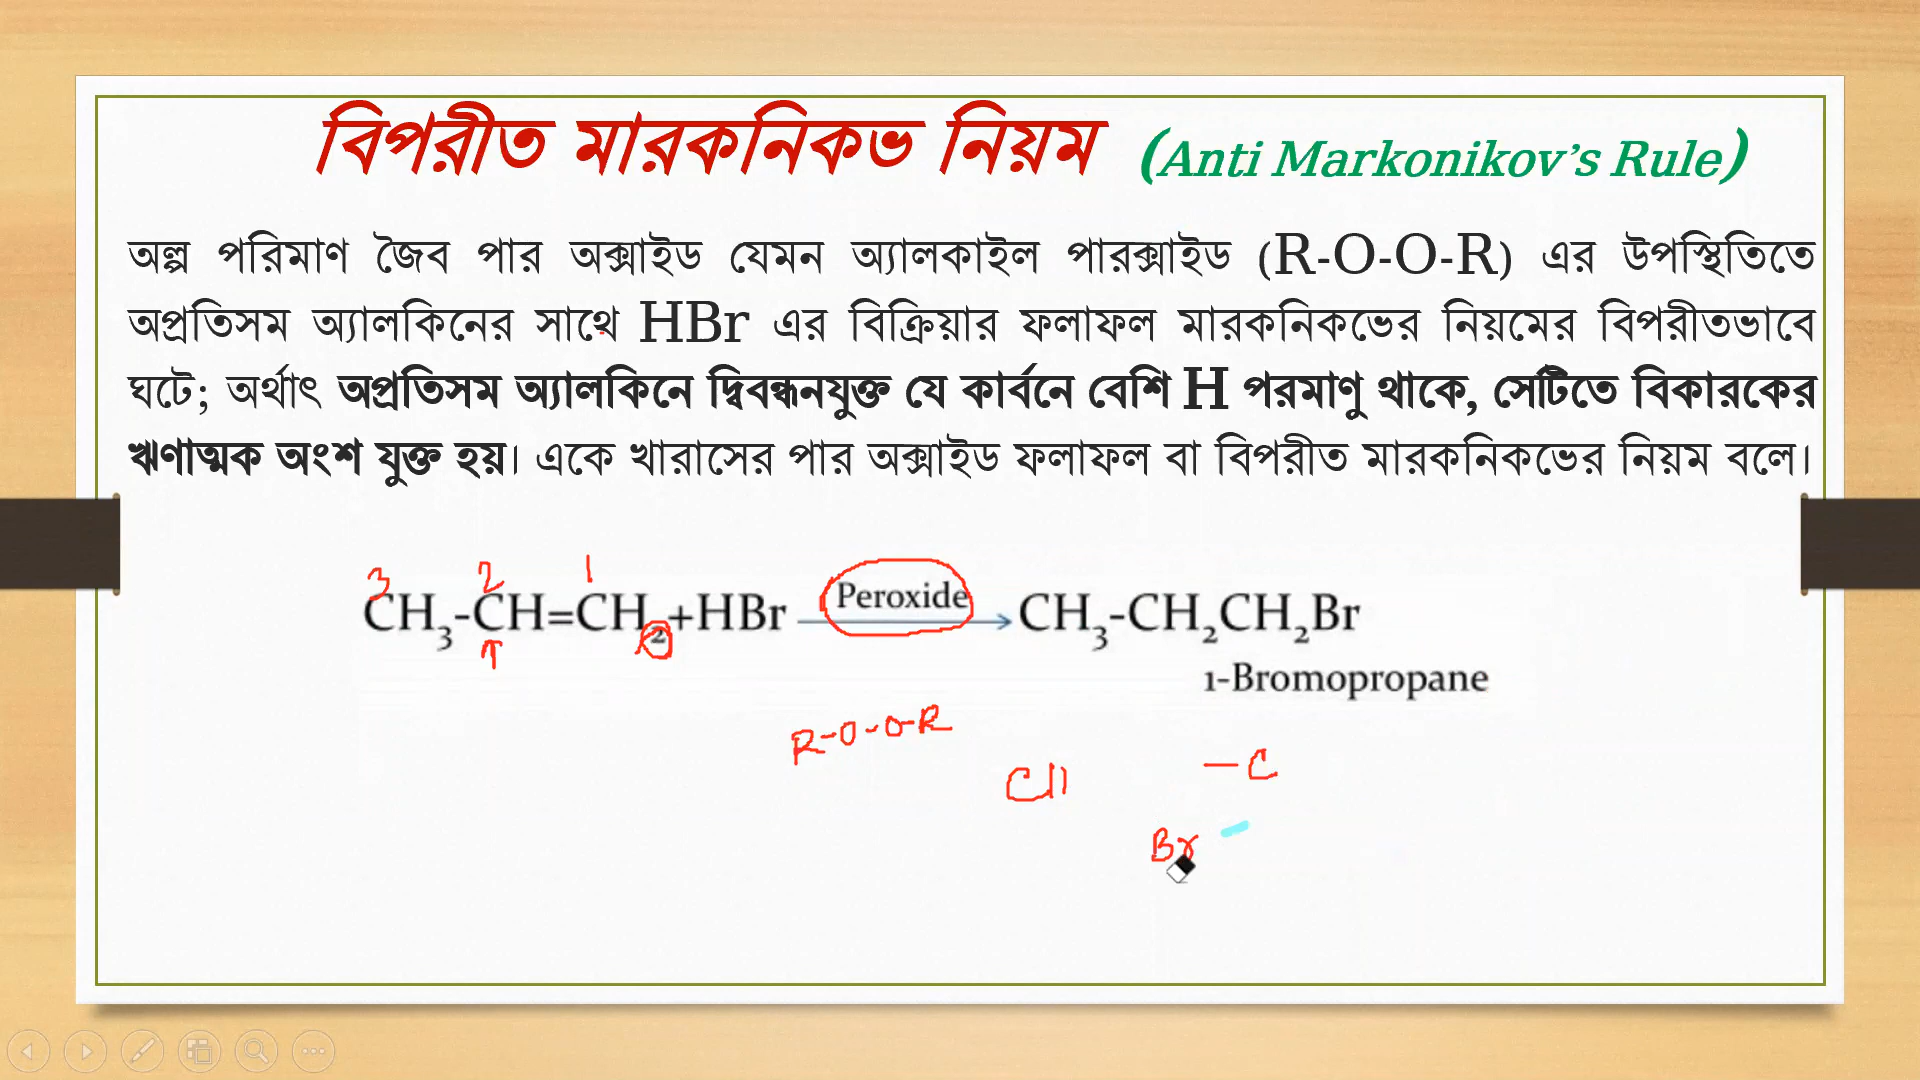 বিপরীত মারকনিকভ নিয়ম (Anti Markonikov's Rule)
অল্প পরিমাণ জৈব পার অক্সাইড যেমন অ্যালকাইল পারক্সাইড (R-O-O-R) এর উপস্থিতিতে
অপ্রতিসম অ্যালকিনের সাথে HBr এর বিক্রিয়ার ফলাফল মারকনিকভের নিয়মের বিপরীতভাবে
ঘটে; অর্থাৎ অপ্রতিসম অ্যালকিনে দ্বিবন্ধনযুক্ত যে কার্বনে বেশি H পরমাণু থাকে, সেটিতে বিকারকের
ঋণাত্মক অংশ যুক্ত হয়। একে খারাসের পার অক্সাইড ফলাফল বা বিপরীত মারকনিকভের নিয়ম বলে।
3 2 1
CH₃-CH=CH₂+HBr Peroxide CH₃-CH₂CH₂Br
1-Bromopropane
R-O-O-R
Cl
-C
Br